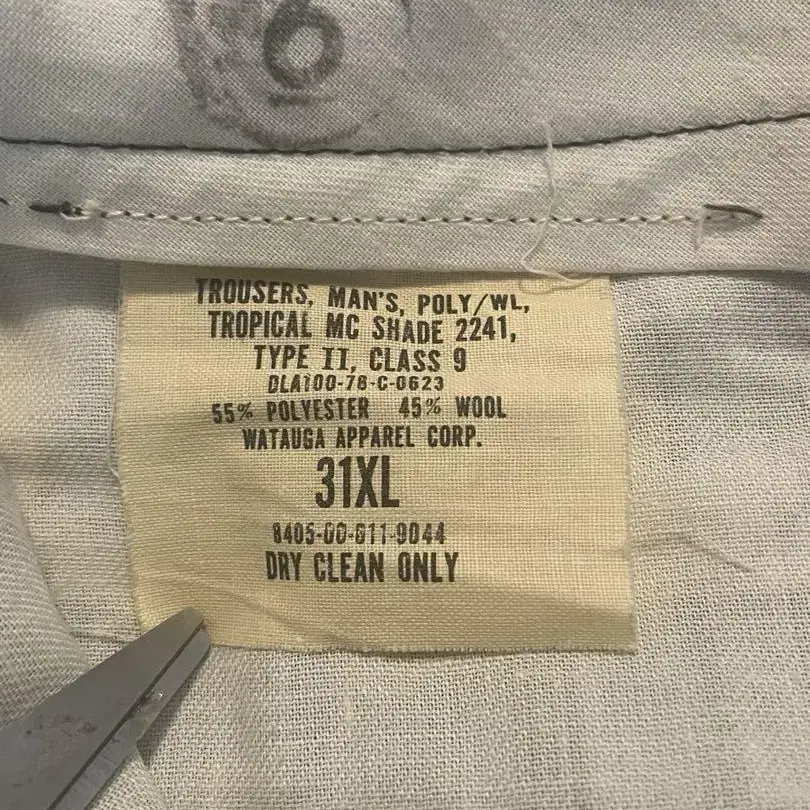 6
TROUSERS, MAN'S, POLY/WL,
TROPICAL MC SHADE 2241,
TYPE II, CLASS 9
DLA100-78-C-0623
55% POLYESTER 45% WOOL
WATAUGA APPAREL CORP.
31XL
8405-00-611-9044
DRY CLEAN ONLY